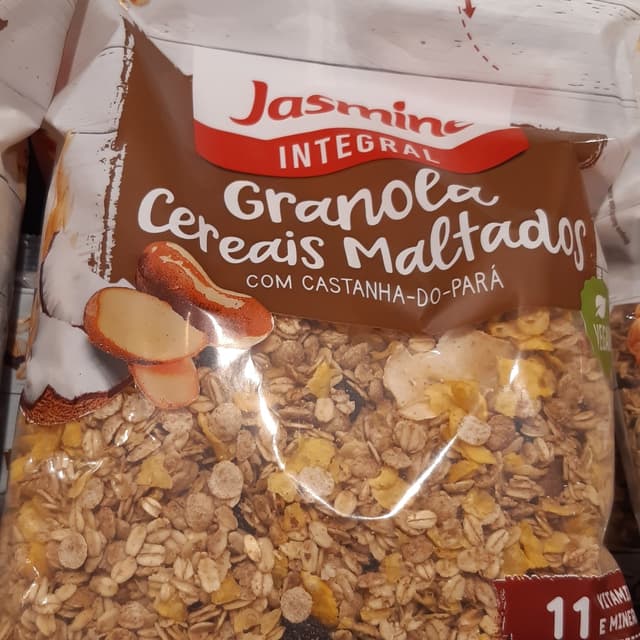 Jasmine
INTEGRAL
Granola
Cereais Maltados
COM CASTANHA-DO-PARÁ
11